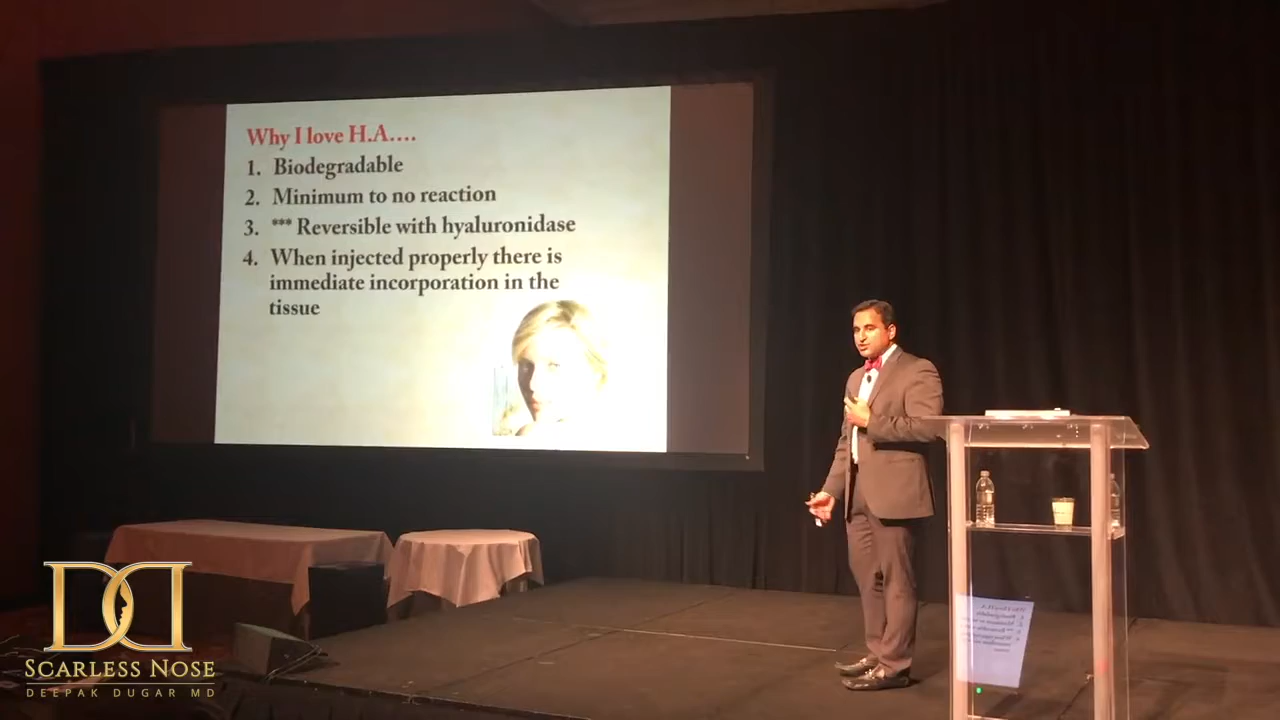 Why I love H.A....
1. Biodegradable
2. Minimum to no reaction
3. *** Reversible with hyaluronidase
4. When injected properly there is
immediate incorporation in the
tissue
DD
SCARLESS NOSE
DEEPAK DUGAR MD